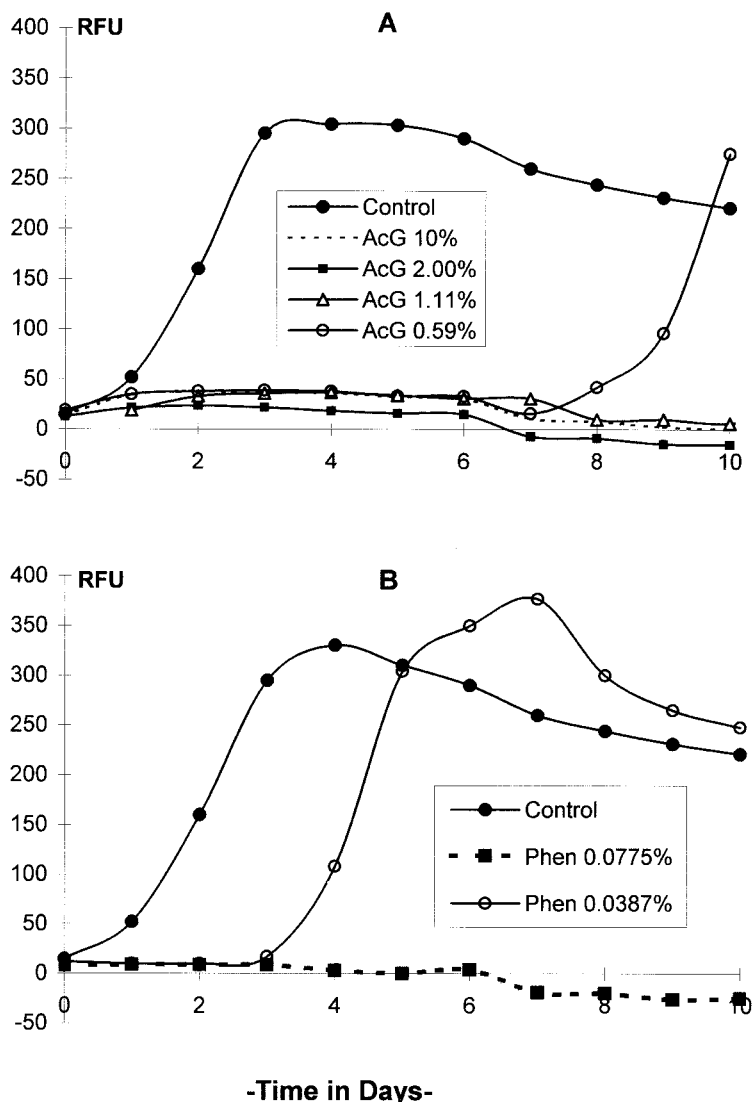 RFU
A
400
350
300
250
200
150
100
50
0
-50
0
2
4
6
8
10
Control
AcG 10%
AcG 2.00%
AcG 1.11%
AcG 0.59%
RFU
B
400
350
300
250
200
150
100
50
0
-50
0
2
4
6
8
10
Control
Phen 0.0775%
Phen 0.0387%
-Time in Days-